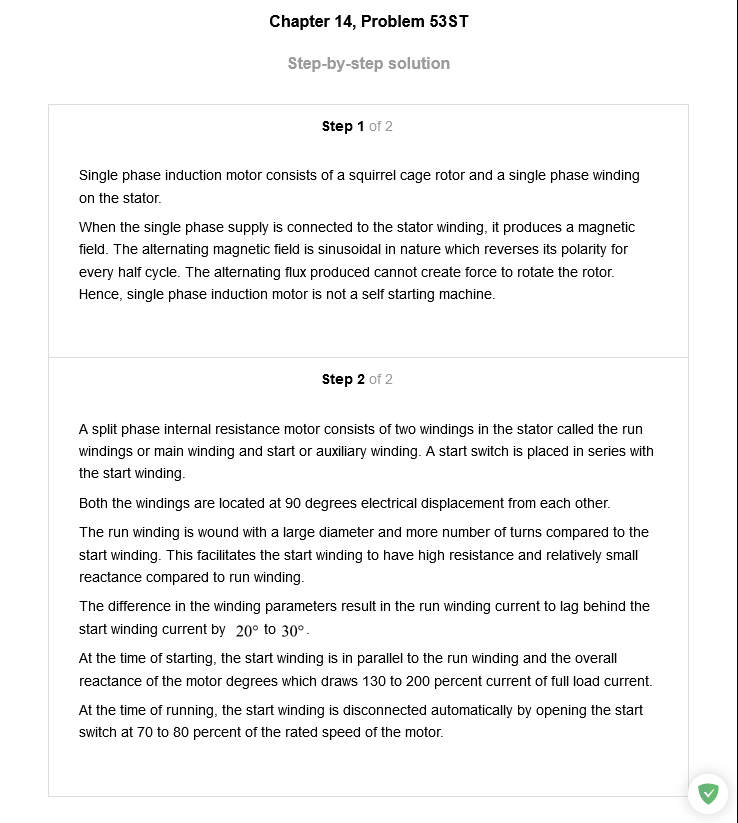 Chapter 14, Problem 53ST
Step-by-step solution
Step 1 of 2
Single phase induction motor consists of a squirrel cage rotor and a single phase winding
on the stator.
When the single phase supply is connected to the stator winding, it produces a magnetic
field. The alternating magnetic field is sinusoidal in nature which reverses its polarity for
every half cycle. The alternating flux produced cannot create force to rotate the rotor.
Hence, single phase induction motor is not a self starting machine.
Step 2 of 2
A split phase internal resistance motor consists of two windings in the stator called the run
windings or main winding and start or auxiliary winding. A start switch is placed in series with
the start winding.
Both the windings are located at 90 degrees electrical displacement from each other.
The run winding is wound with a large diameter and more number of turns compared to the
start winding. This facilitates the start winding to have high resistance and relatively small
reactance compared to run winding.
The difference in the winding parameters result in the run winding current to lag behind the
start winding current by 20° to 30°.
At the time of starting, the start winding is in parallel to the run winding and the overall
reactance of the motor degrees which draws 130 to 200 percent current of full load current.
At the time of running, the start winding is disconnected automatically by opening the start
switch at 70 to 80 percent of the rated speed of the motor.